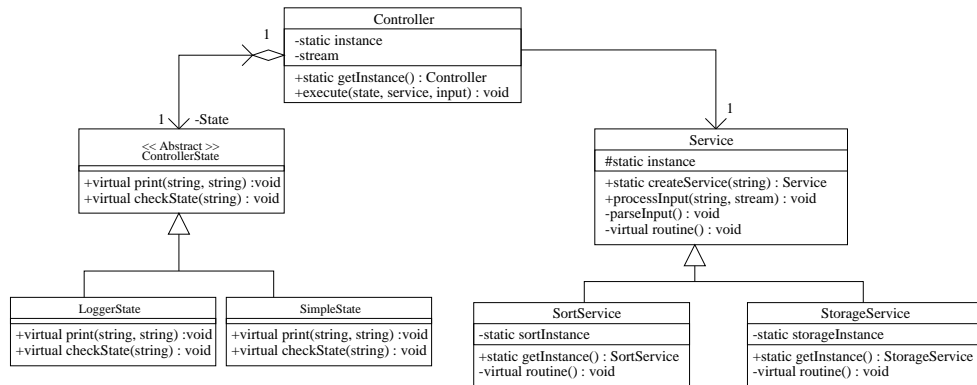 Controller
-static instance
-stream
+static getInstance() : Controller
+execute(state, service, input) : void
1
1
-State
1
<< Abstract >>
ControllerState
+virtual print(string, string) :void
+virtual checkState(string) : void
Service
#static instance
+static createService(string) : Service
+processInput(string, stream) : void
-parseInput() : void
-virtual routine() : void
LoggerState
+virtual print(string, string) :void
+virtual checkState(string) : void
SimpleState
+virtual print(string, string) :void
+virtual checkState(string) : void
SortService
-static sortInstance
+static getInstance() : SortService
-virtual routine() : void
StorageService
-static storageInstance
+static getInstance() : StorageService
-virtual routine() : void